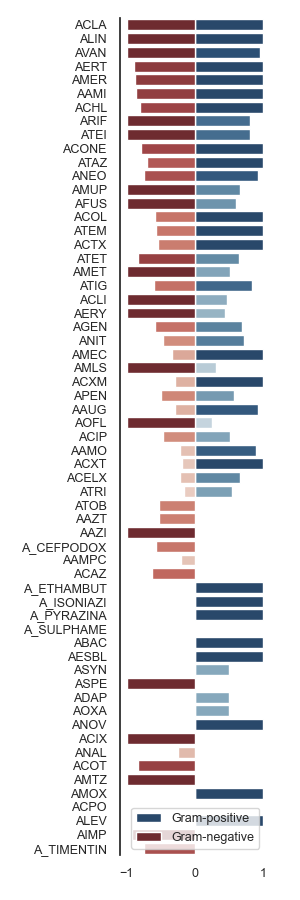 ACLA
ALIN
AVAN
AERT
AMER
AAMI
ACHL
ARIF
ATEI
ACONE
ATAZ
ANEO
AMUP
AFUS
ACOL
ATEM
ACTX
ATET
AMET
ATIG
ACLI
AERY
AGEN
ANIT
AMEC
AMLS
ACXM
APEN
AAUG
AOFL
ACIP
AAMO
ACXT
ACELX
ATRI
ATOB
AAZT
AAZI
A_CEFPODOX
AAMPC
ACAZ
A_ETHAMBUT
A_ISONIAZI
A_PYRAZINA
A_SULPHAME
ABAC
AESBL
ASYN
ASPE
ADAP
AOXA
ANOV
ACIX
ANAL
ACOT
AMTZ
AMOX
ACPO
ALEV
AIMP
A_TIMENTIN
Gram-positive
Gram-negative
−1 0 1